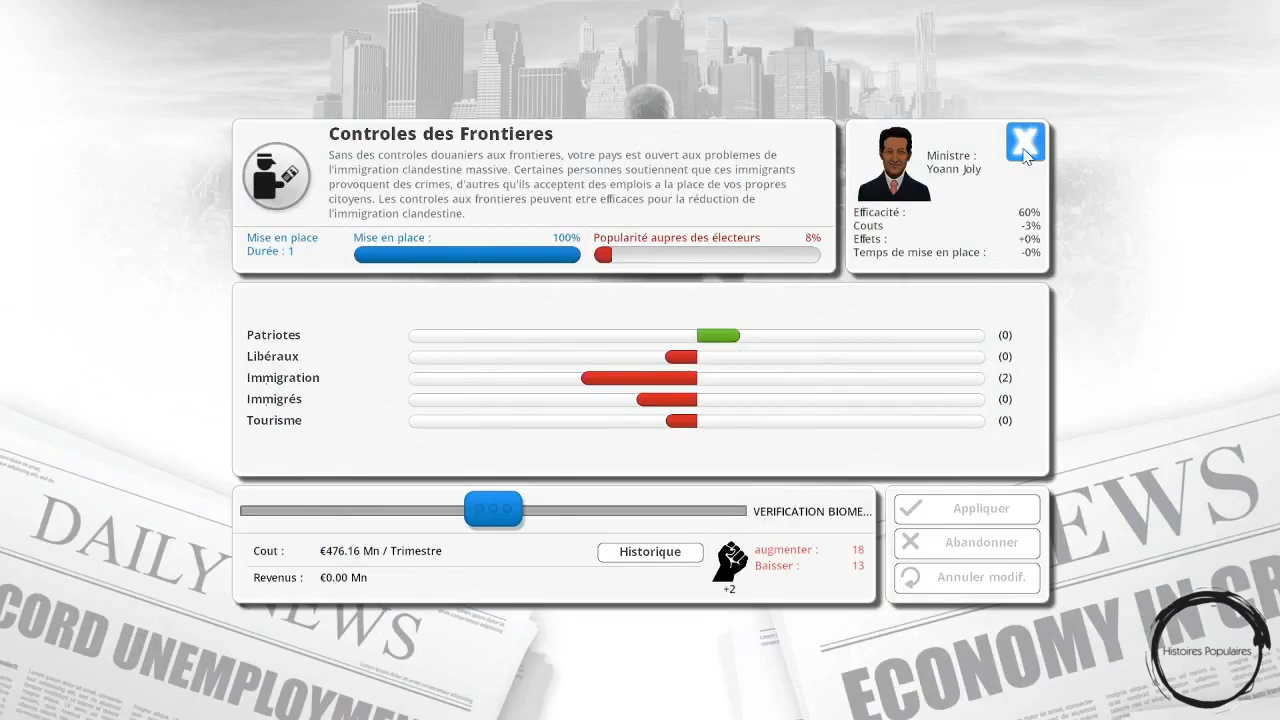 Controles des Frontieres
Sans des controles douaniers aux frontieres, votre pays est ouvert aux problemes de
l'immigration clandestine massive. Certaines personnes soutiennent que ces immigrants
provoquent des crimes, d'autres qu'ils acceptent des emplois a la place de vos propres
citoyens. Les controles aux frontieres peuvent etre efficaces pour la réduction de
l'immigration clandestine.
Mise en place
Durée : 1
Mise en place : 100%
Popularité aupres des électeurs 8%
X
Ministre :
Yoann Joly
Efficacité : 60%
Couts -3%
Effets : +0%
Temps de mise en place : -0%
Patriotes (0)
Libéraux (0)
Immigration (2)
Immigrés (0)
Tourisme (0)
VERIFICATION BIOME...
Cout : €476.16 Mn / Trimestre
Revenus : €0.00 Mn
Historique
+2
augmenter : 18
Baisser : 13
Appliquer
Abandonner
Annuler modif.
DAILY NEWS
CORD UNEMPLOYME
EWS
ECONOMY IN CR
Histoires Populaires